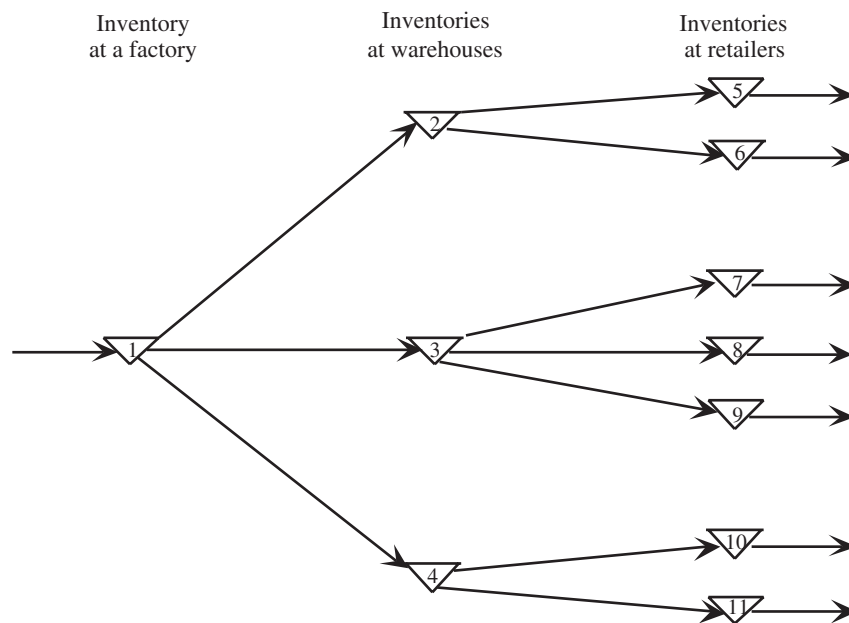 Inventory
at a factory
Inventories
at warehouses
Inventories
at retailers
1
2
3
4
5
6
7
8
9
10
11